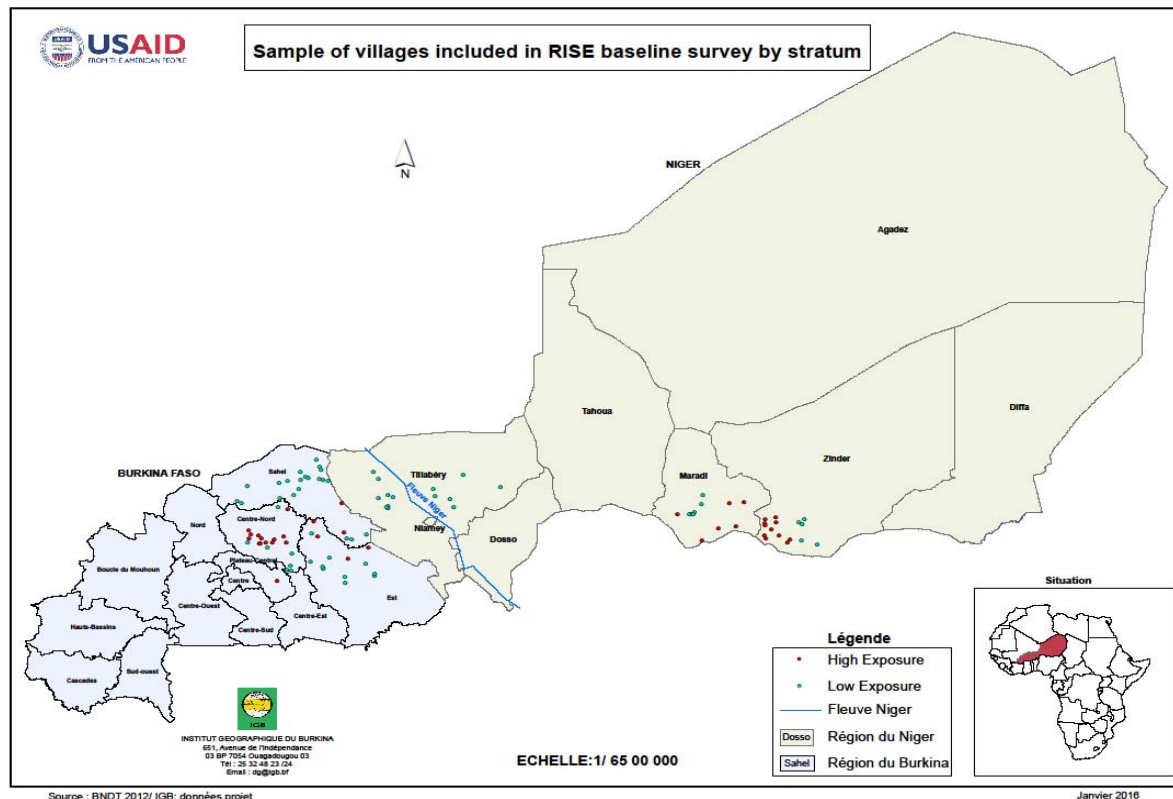 USAID
FROM THE AMERICAN PEOPLE
Sample of villages included in RISE baseline survey by stratum
N
NIGER
Agadez
Tahoua
Diffa
Zinder
Maradi
Tillabéry
Fleuve Niger
Niamey
Dosso
BURKINA FASO
Sahel
Nord
Centre-Nord
Boucle du Mouhoun
Plateau-Central
Centre
Est
Centre-Ouest
Centre-Est
Hauts-Bassins
Centre-Sud
Sud-ouest
Cascades
IGB
INSTITUT GEOGRAPHIQUE DU BURKINA
651, Avenue de l'Indépendance
03 BP 7054 Ouagadougou 03
Tél : 25 32 48 23 /24
Email : dg@igb.bf
ECHELLE:1/ 65 00 000
Légende
High Exposure
Low Exposure
Fleuve Niger
Dosso Région du Niger
Sahel Région du Burkina
Situation
Source : BNDT 2012/ IGB; données projet
Janvier 2016